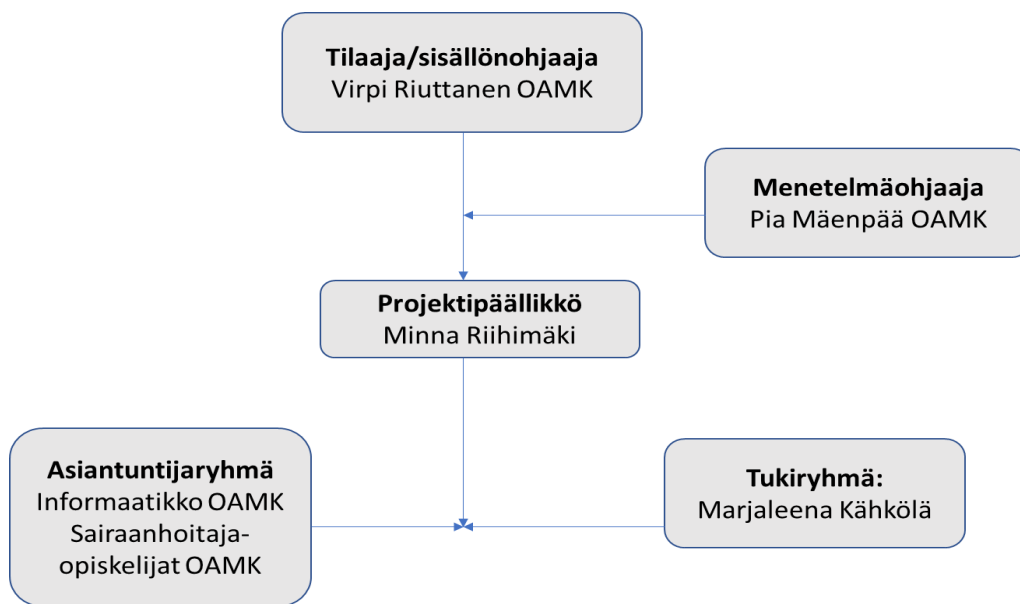 Tilaaja/sisällönohjaaja
Virpi Riuttanen OAMK
Menetelmäohjaaja
Pia Mäenpää OAMK
Projektipäällikkö
Minna Riihimäki
Asiantuntijaryhmä
Informaatikko OAMK
Sairaanhoitaja-
opiskelijat OAMK
Tukiryhmä:
Marjaleena Kähkölä